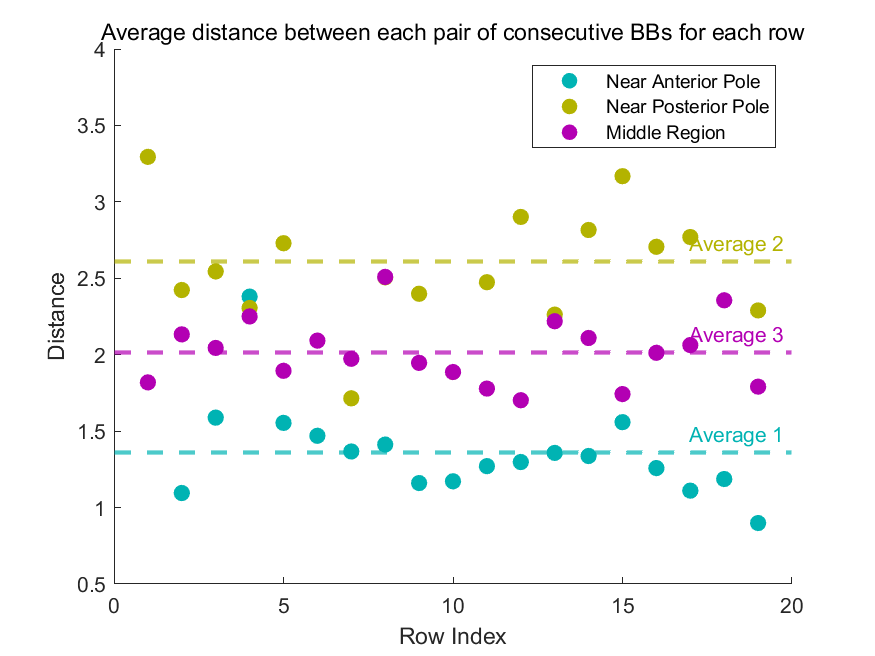 Average distance between each pair of consecutive BBs for each row
4
3.5
3
2.5
2
1.5
1
0.5
Distance
Near Anterior Pole
Near Posterior Pole
Middle Region
Average 2
Average 3
Average 1
0 5 10 15 20
Row Index